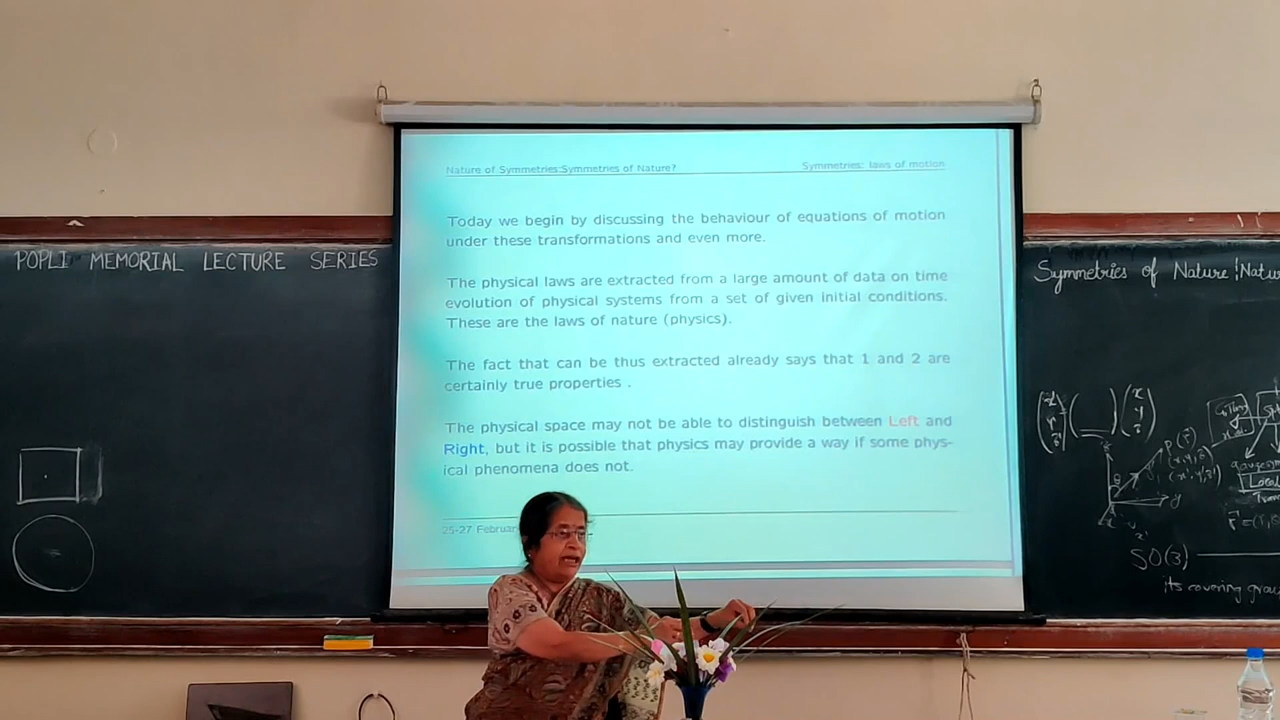 POPLI MEMORIAL LECTURE SERIES
Nature of Symmetries:Symmetries of Nature? Symmetries: laws of motion
Today we begin by discussing the behaviour of equations of motion
under these transformations and even more.
The physical laws are extracted from a large amount of data on time
evolution of physical systems from a set of given initial conditions.
These are the laws of nature (physics).
The fact that can be thus extracted already says that 1 and 2 are
certainly true properties .
The physical space may not be able to distinguish between Left and
Right, but it is possible that physics may provide a way if some phys-
ical phenomena does not.
25-27 Februar
Symmetries of Nature
SO(3)
its covering grou
Local